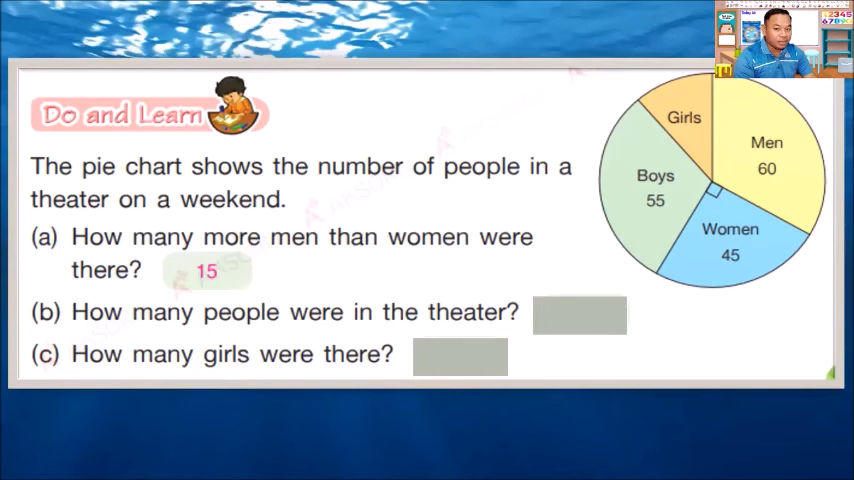 Do and Learn
The pie chart shows the number of people in a
theater on a weekend.
(a) How many more men than women were
there? 15
(b) How many people were in the theater?
(c) How many girls were there?
Girls
Men
60
Boys
55
Women
45